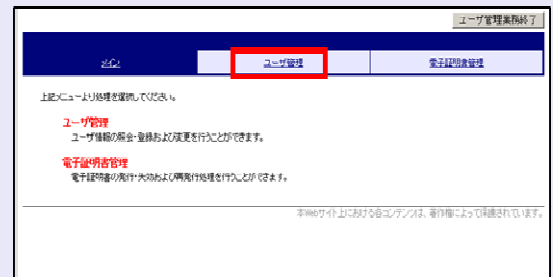 ユーザ管理業務終了
メイン
ユーザ管理
電子証明書管理
上記メニューより処理を選択してください。
ユーザ管理
ユーザ情報の照会・登録および変更を行うことができます。
電子証明書管理
電子証明書の発行・失効および再発行処理を行うことができます。
本Webサイト上における各コンテンツは、著作権によって保護されています。